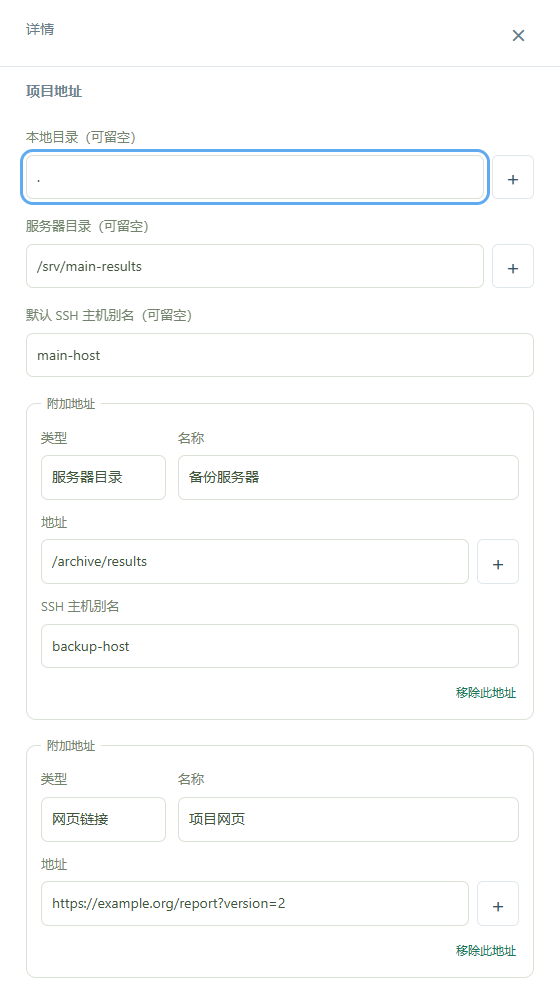 详情
项目地址
本地目录（可留空）
.
+
服务器目录（可留空）
/srv/main-results
+
默认 SSH 主机别名（可留空）
main-host
附加地址
类型
名称
服务器目录
备份服务器
地址
/archive/results
+
SSH 主机别名
backup-host
移除此地址
附加地址
类型
名称
网页链接
项目网页
地址
https://example.org/report?version=2
+
移除此地址